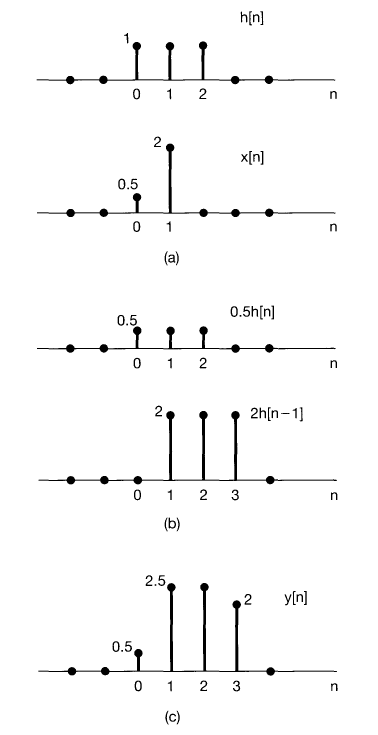 h[n]
1
0 1 2 n
2
x[n]
0.5
0 1 n
(a)
0.5h[n]
0.5
0 1 2 n
2 2h[n−1]
0 1 2 3 n
(b)
2.5
2 y[n]
0.5
0 1 2 3 n
(c)